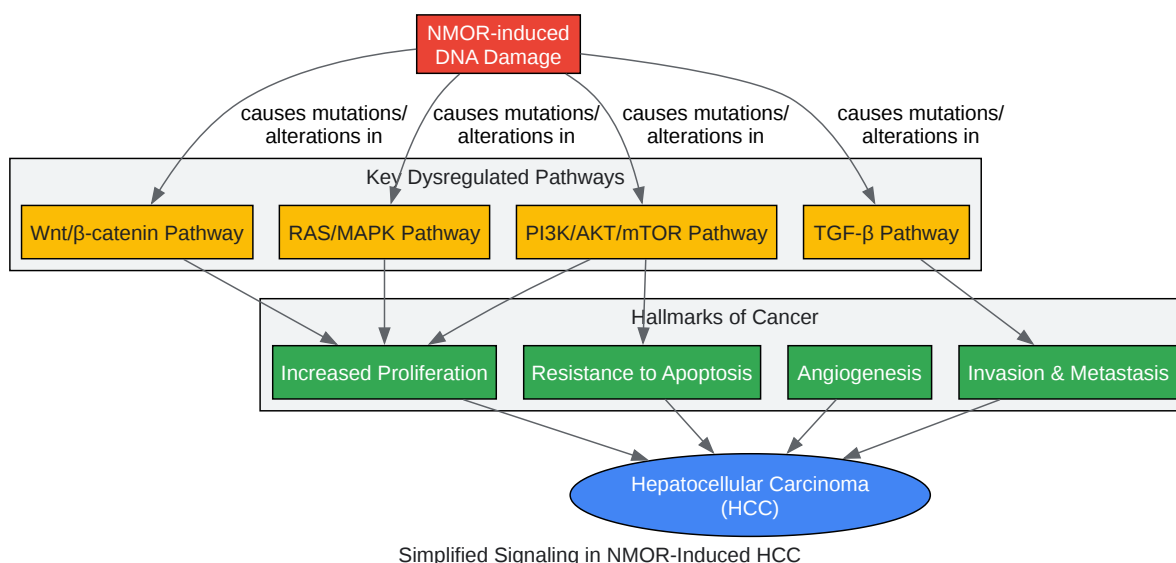 NMOR-induced
DNA Damage
causes mutations/
alterations in
causes mutations/
alterations in
causes mutations/
alterations in
causes mutations/
alterations in
Key Dysregulated Pathways
Wnt/β-catenin Pathway
RAS/MAPK Pathway
PI3K/AKT/mTOR Pathway
TGF-β Pathway
Hallmarks of Cancer
Increased Proliferation
Resistance to Apoptosis
Angiogenesis
Invasion & Metastasis
Hepatocellular Carcinoma
(HCC)
Simplified Signaling in NMOR-Induced HCC